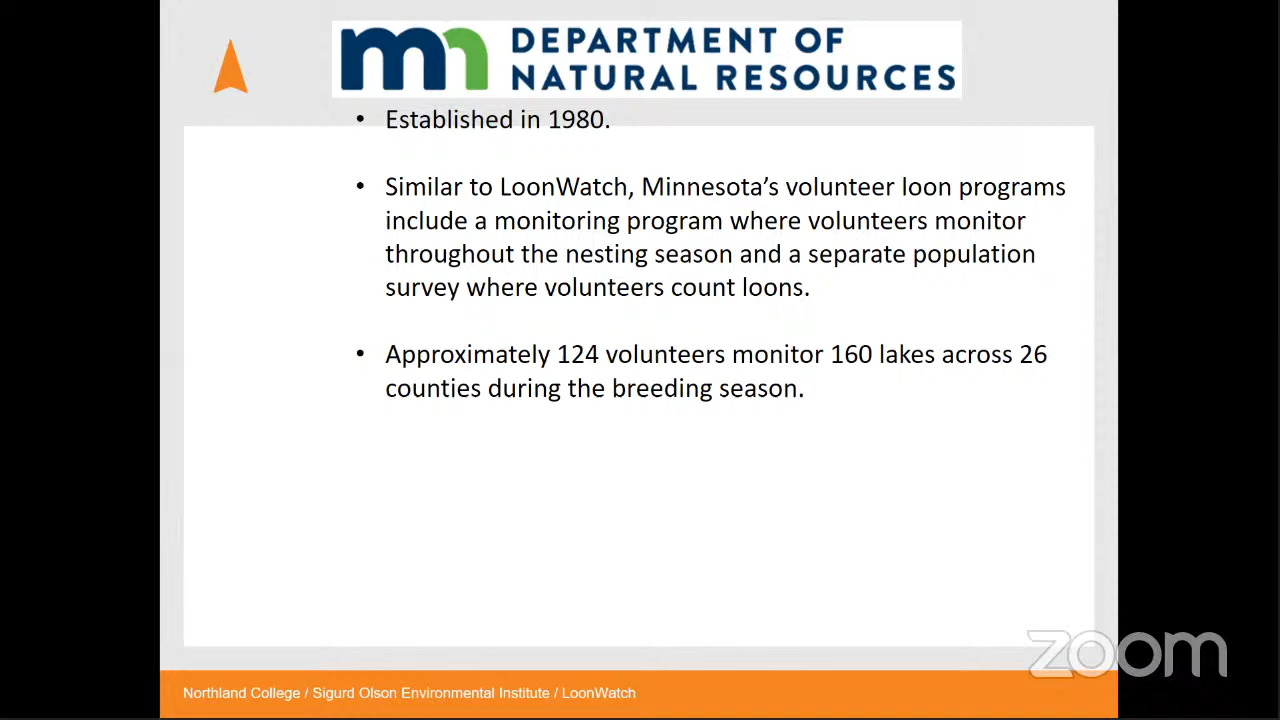 mn DEPARTMENT OF
NATURAL RESOURCES
• Established in 1980.
• Similar to LoonWatch, Minnesota’s volunteer loon programs
include a monitoring program where volunteers monitor
throughout the nesting season and a separate population
survey where volunteers count loons.
• Approximately 124 volunteers monitor 160 lakes across 26
counties during the breeding season.
zoom
Northland College / Sigurd Olson Environmental Institute / LoonWatch